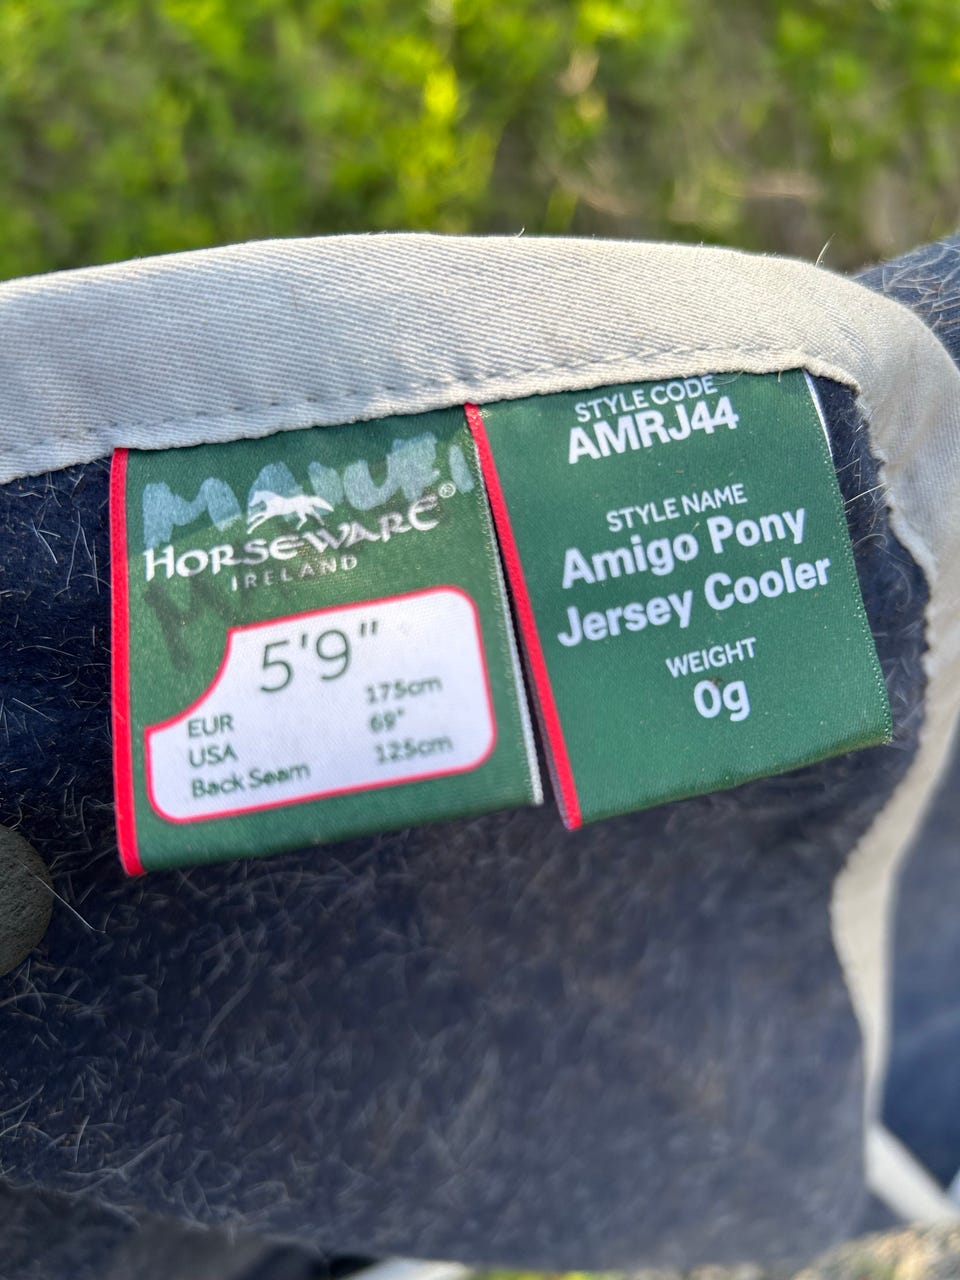 HORSEWARE®
IRELAND
5'9"
EUR 175cm
USA 69"
Back Seam 125cm
STYLE CODE
AMRJ44
STYLE NAME
Amigo Pony
Jersey Cooler
WEIGHT
0g